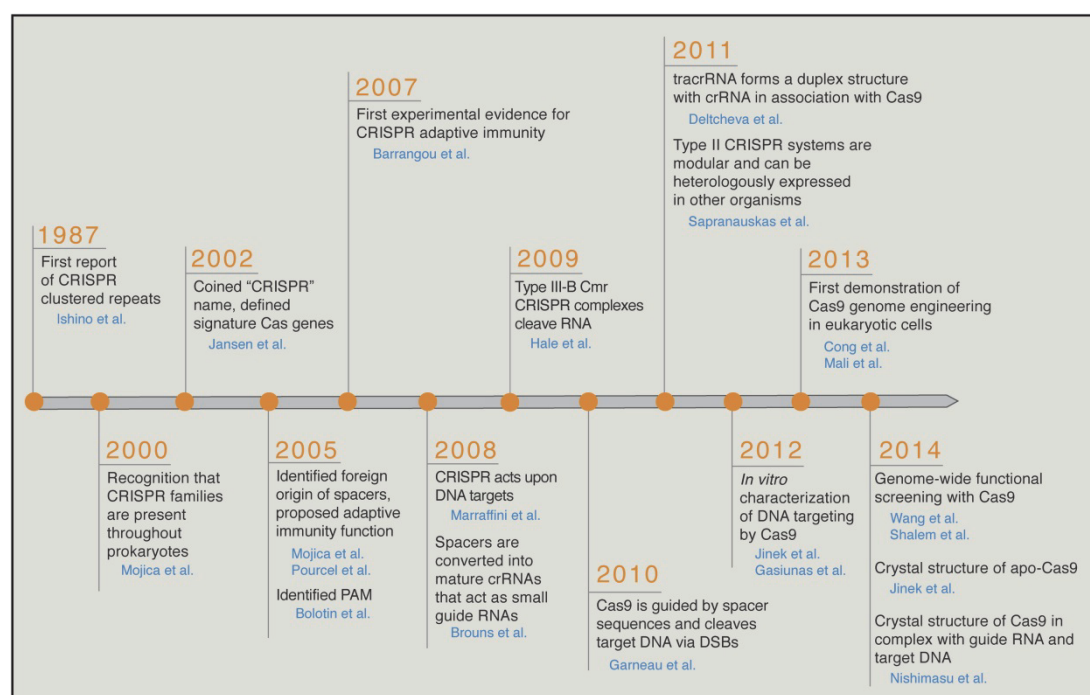 1987
First report
of CRISPR
clustered repeats
Ishino et al.
2000
Recognition that
CRISPR families
are present
throughout
prokaryotes
Mojica et al.
2002
Coined “CRISPR”
name, defined
signature Cas genes
Jansen et al.
2005
Identified foreign
origin of spacers,
proposed adaptive
immunity function
Mojica et al.
Pourcel et al.
Identified PAM
Bolotin et al.
2007
First experimental evidence for
CRISPR adaptive immunity
Barrangou et al.
2008
CRISPR acts upon
DNA targets
Marraffini et al.
Spacers are
converted into
mature crRNAs
that act as small
guide RNAs
Brouns et al.
2009
Type III-B Cmr
CRISPR complexes
cleave RNA
Hale et al.
2010
Cas9 is guided by spacer
sequences and cleaves
target DNA via DSBs
Garneau et al.
2011
tracrRNA forms a duplex structure
with crRNA in association with Cas9
Deltcheva et al.
Type II CRISPR systems are
modular and can be
heterologously expressed
in other organisms
Sapranauskas et al.
2012
In vitro
characterization
of DNA targeting
by Cas9
Jinek et al.
Gasiunas et al.
2013
First demonstration of
Cas9 genome engineering
in eukaryotic cells
Cong et al.
Mali et al.
2014
Genome-wide functional
screening with Cas9
Wang et al.
Shalem et al.
Crystal structure of apo-Cas9
Jinek et al.
Crystal structure of Cas9 in
complex with guide RNA and
target DNA
Nishimasu et al.